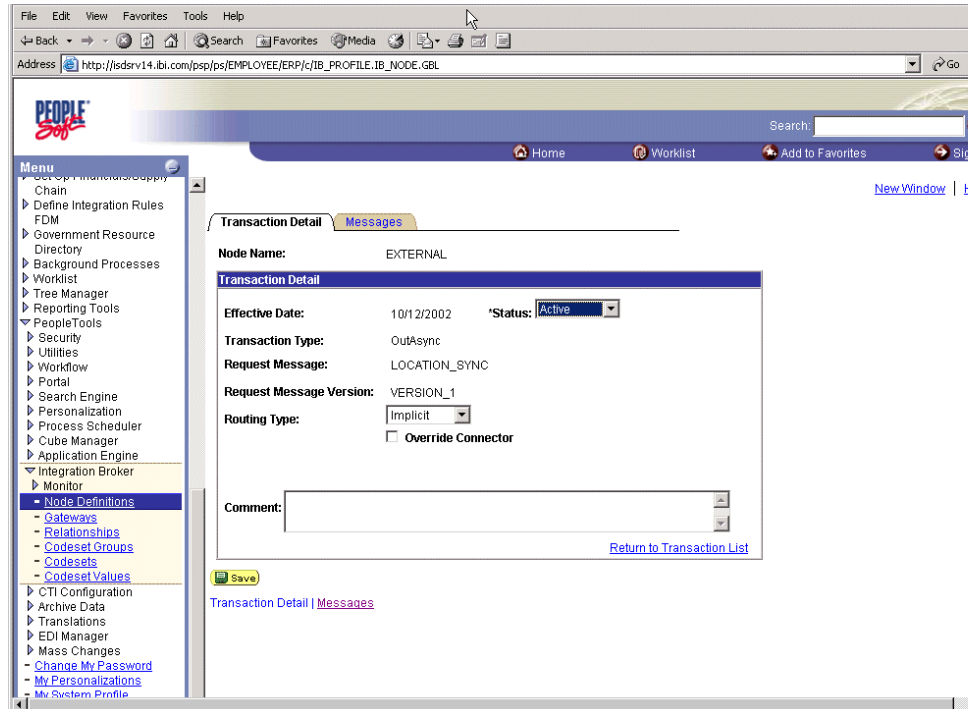 File Edit View Favorites Tools Help
Back Search Favorites Media
Address http://isdsrv14.ibi.com/psp/ps/EMPLOYEE/ERP/c/IB_PROFILE.IB_NODE.GBL Go
PEOPLE
Soft
Search:
Home Worklist Add to Favorites
Menu
Chain
Define Integration Rules
FDM
Government Resource
Directory
Background Processes
Worklist
Tree Manager
Reporting Tools
PeopleTools
Security
Utilities
Workflow
Portal
Search Engine
Personalization
Process Scheduler
Cube Manager
Application Engine
Integration Broker
Monitor
Node Definitions
Gateways
Relationships
Codeset Groups
Codesets
Codeset Values
CTI Configuration
Archive Data
Translations
EDI Manager
Mass Changes
Change My Password
My Personalizations
My System Profile
New Window
Transaction Detail Messages
Node Name: EXTERNAL
Transaction Detail
Effective Date: 10/12/2002 *Status: Active
Transaction Type: OutAsync
Request Message: LOCATION_SYNC
Request Message Version: VERSION_1
Routing Type: Implicit
Override Connector
Comment:
Return to Transaction List
Save
Transaction Detail | Messages